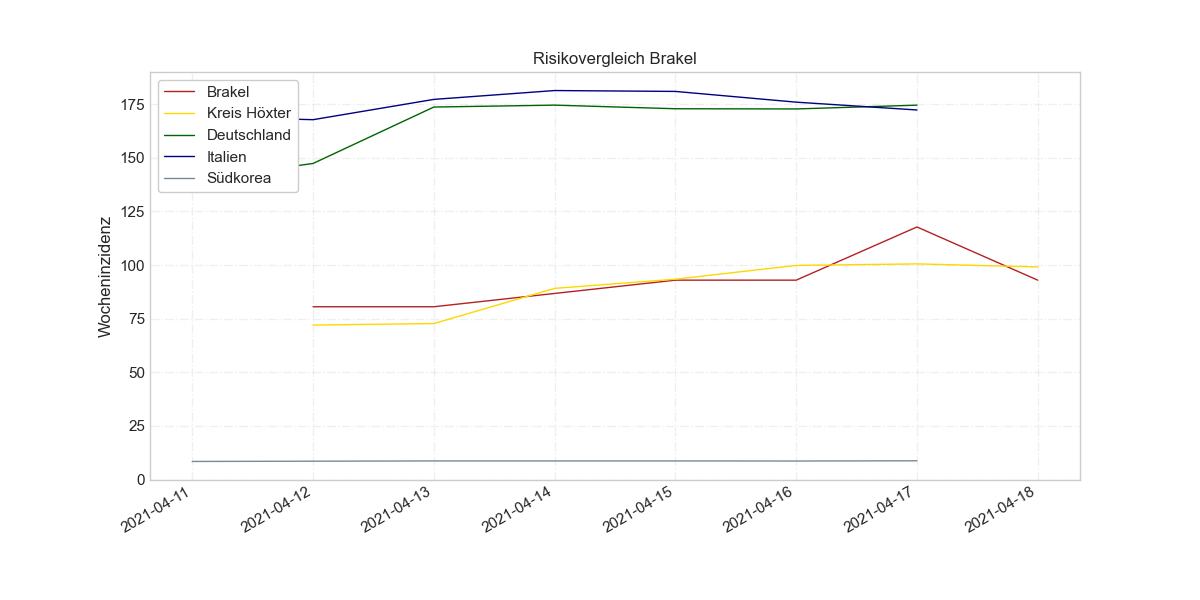 Risikovergleich Brakel
Brakel
Kreis Höxter
Deutschland
Italien
Südkorea
Wocheninzidenz
175
150
125
100
75
50
25
0
2021-04-11
2021-04-12
2021-04-13
2021-04-14
2021-04-15
2021-04-16
2021-04-17
2021-04-18